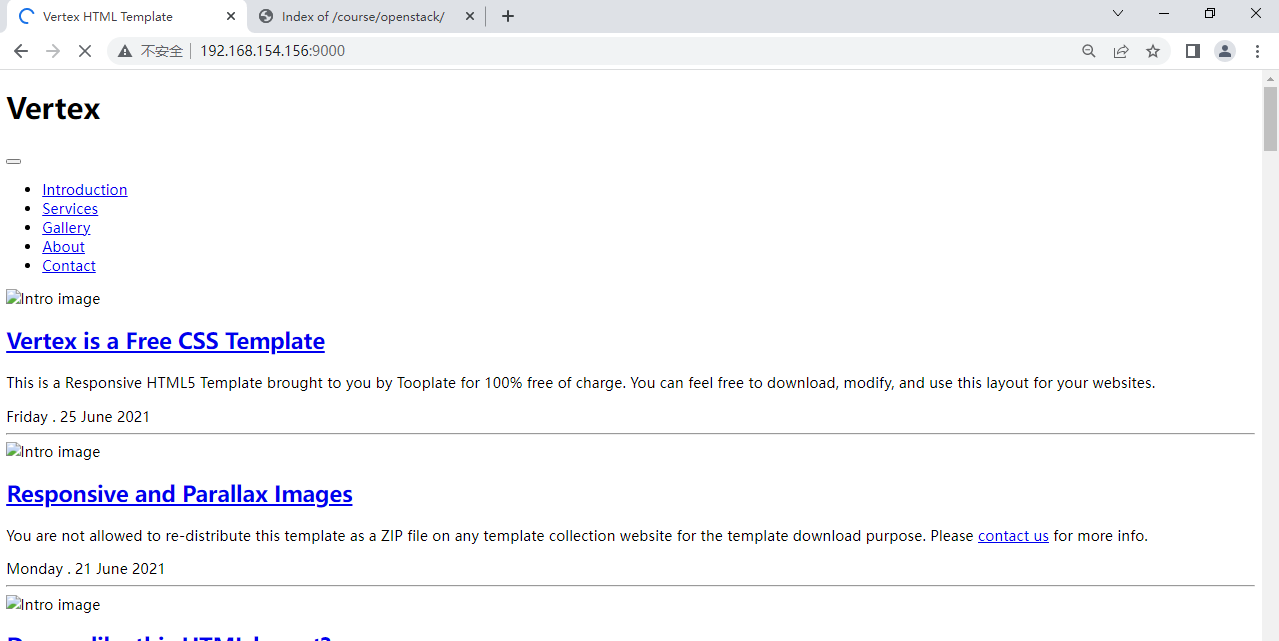 Vertex HTML Template
Index of /course/openstack/
不安全
192.168.154.156:9000
Vertex
Introduction
Services
Gallery
About
Contact
Intro image
Vertex is a Free CSS Template
This is a Responsive HTML5 Template brought to you by Tooplate for 100% free of charge. You can feel free to download, modify, and use this layout for your websites.
Friday . 25 June 2021
Intro image
Responsive and Parallax Images
You are not allowed to re-distribute this template as a ZIP file on any template collection website for the template download purpose. Please contact us for more info.
Monday . 21 June 2021
Intro image